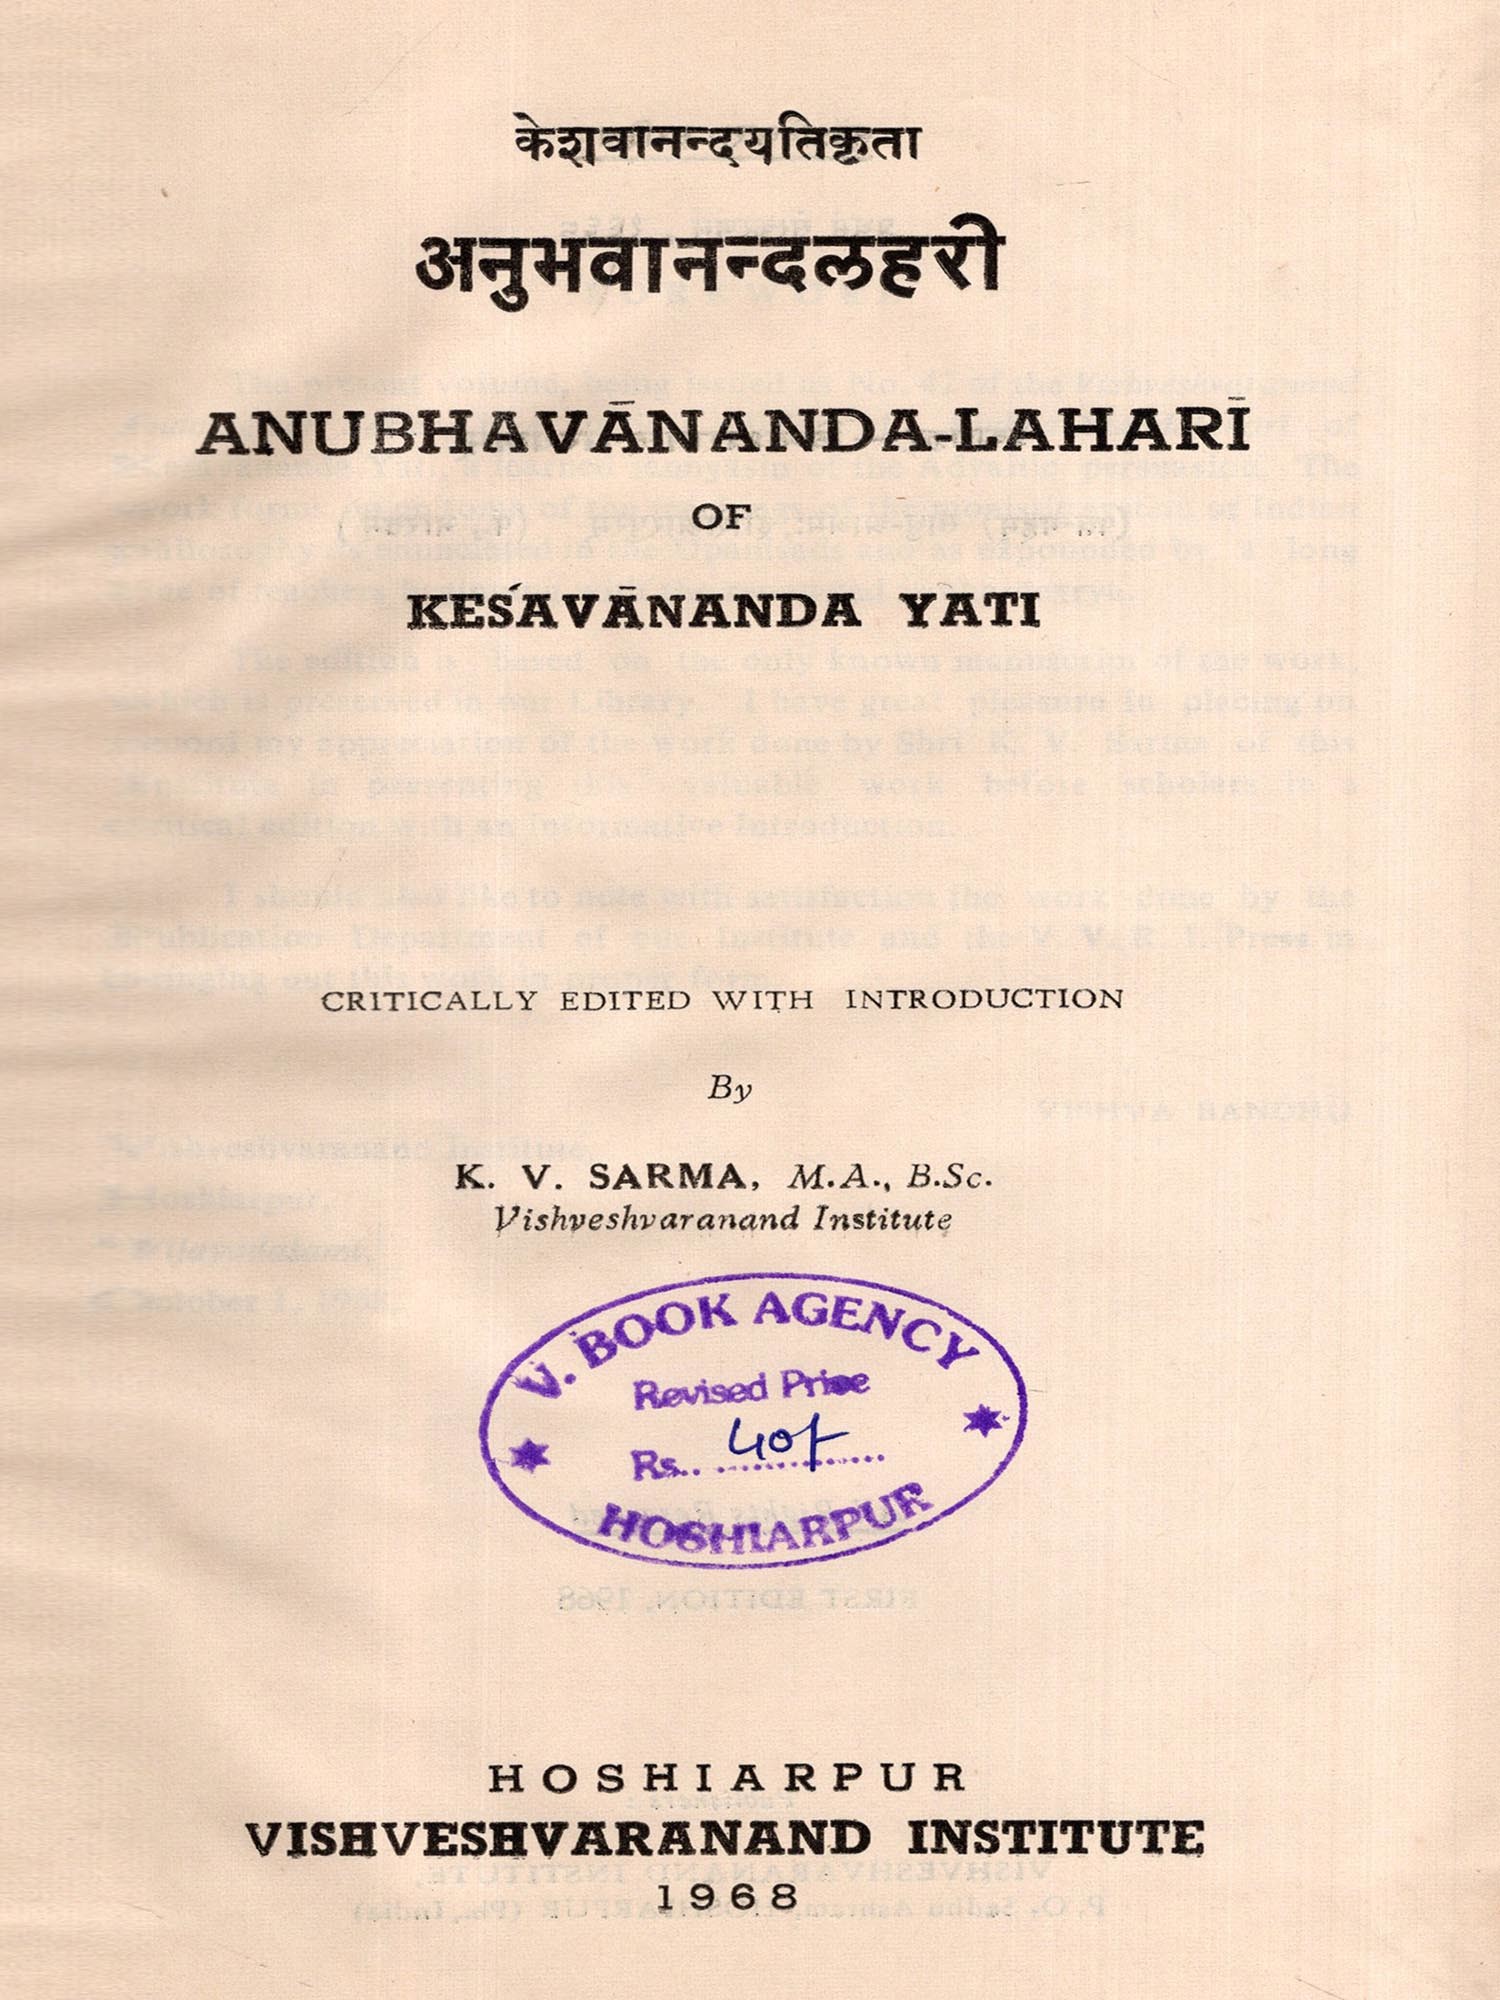 केशवानन्दयतिकृता
अनुभवानन्दलहरी
ANUBHAVĀNANDA-LAHARĪ
OF
KEŚAVĀNANDA YATI
CRITICALLY EDITED WITH INTRODUCTION
By
K. V. SARMA, M.A., B.Sc.
Vishveshvaranand Institute
V. BOOK AGENCY
Revised Price
Rs. 40/-
HOSHIARPUR
HOSHIARPUR
VISHVESHVARANAND INSTITUTE
1968